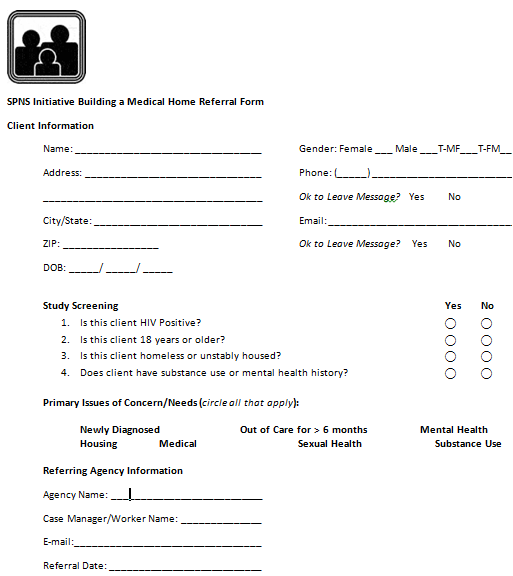 SPNS Initiative Building a Medical Home Referral Form
Client Information
Name: ________________________________ Gender: Female ___ Male ___T-MF___T-FM__
Address: ______________________________ Phone: (_____)________________________
______________________________________ Ok to Leave Message? Yes No
City/State: _____________________________ Email:________________________________
ZIP: ________________ Ok to Leave Message? Yes No
DOB: _____/ _____/ _____
Study Screening Yes No
1. Is this client HIV Positive? ◯ ◯
2. Is this client 18 years or older? ◯ ◯
3. Is this client homeless or unstably housed? ◯ ◯
4. Does client have substance use or mental health history? ◯ ◯
Primary Issues of Concern/Needs (circle all that apply):
Newly Diagnosed Out of Care for > 6 months Mental Health
Housing Medical Sexual Health Substance Use
Referring Agency Information
Agency Name: __________________________
Case Manager/Worker Name: ______________
E-mail:________________________________
Referral Date: __________________________